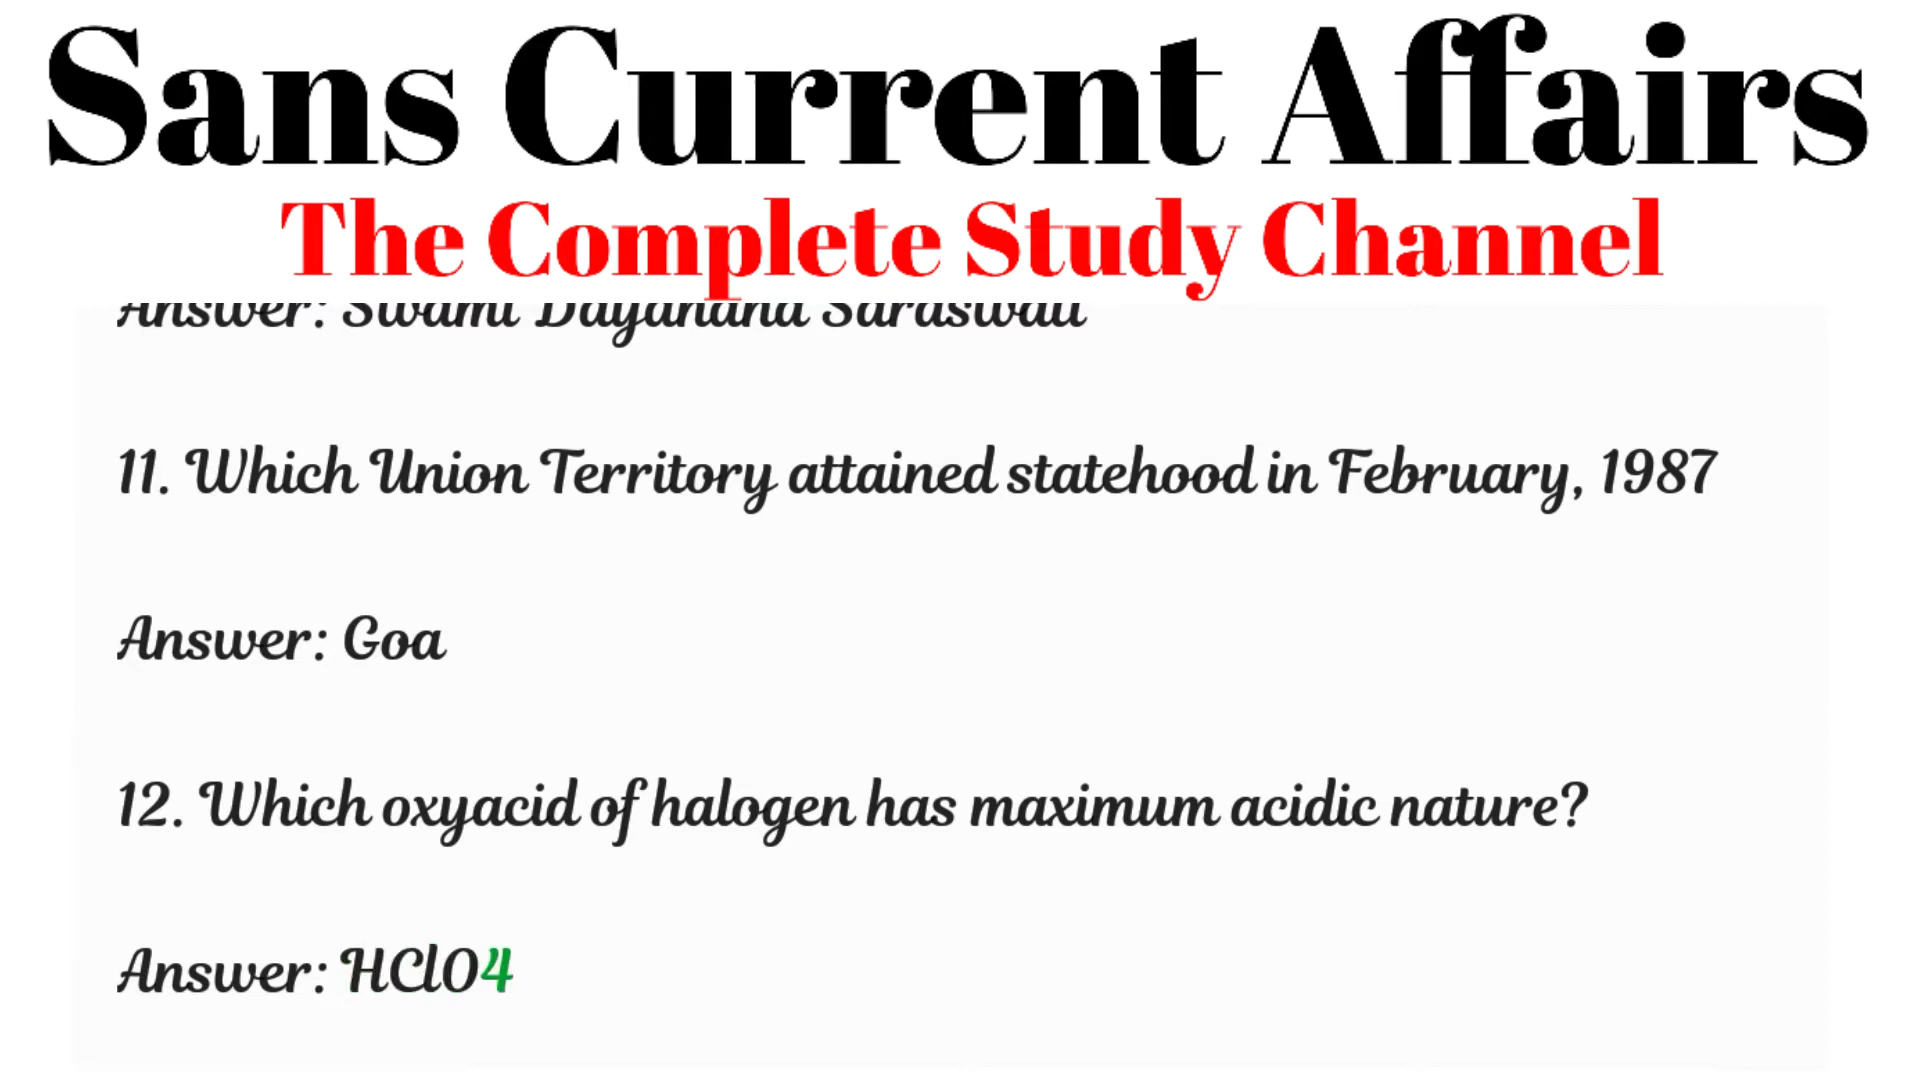 Sans Current Affairs
The Complete Study Channel
Answer: Swami Dayanand Saraswati
11. Which Union Territory attained statehood in February, 1987
Answer: Goa
12. Which oxyacid of halogen has maximum acidic nature?
Answer: HClO4